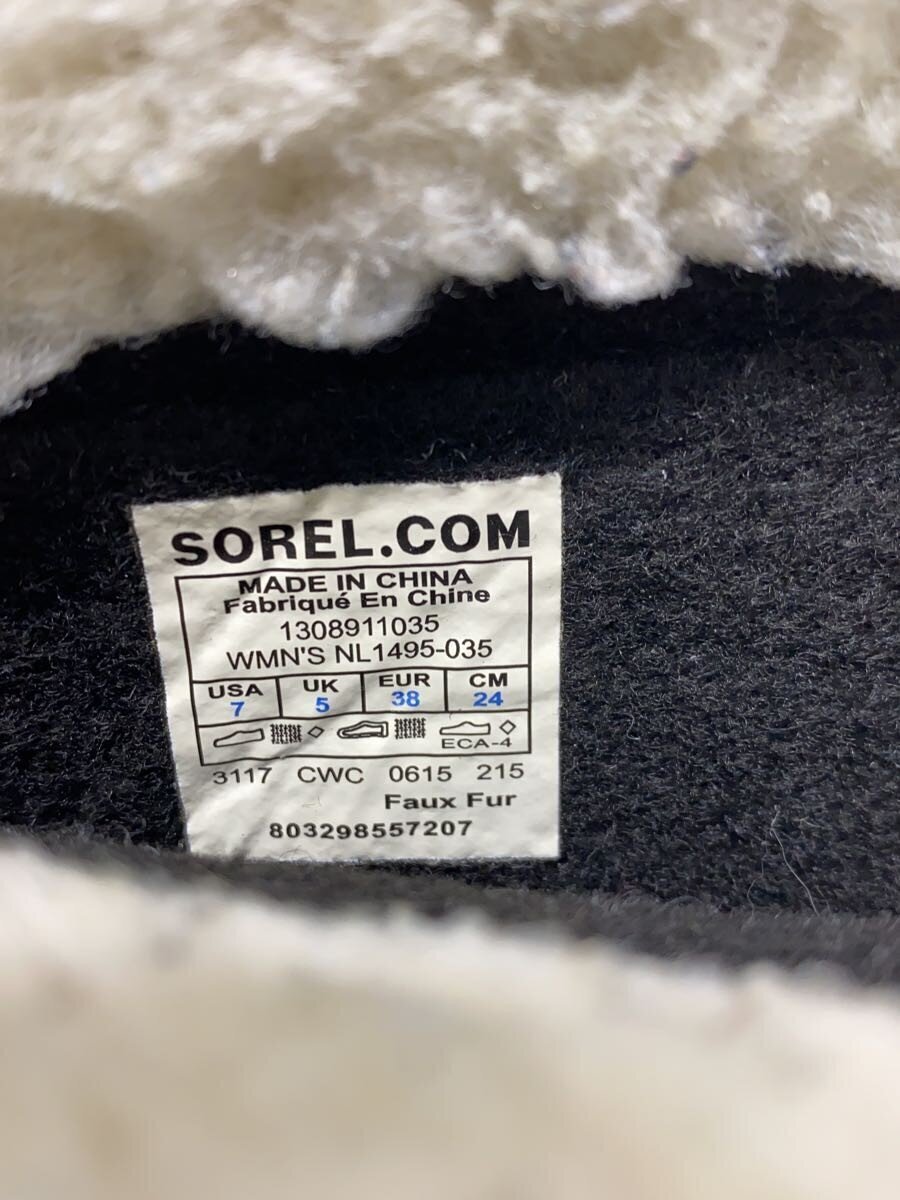 SOREL.COM
MADE IN CHINA
Fabriqué En Chine
1308911035
WMN'S NL1495-035
USA UK EUR CM
7 5 38 24
ECA-4
3117 CWC 0615 215
Faux Fur
803298557207